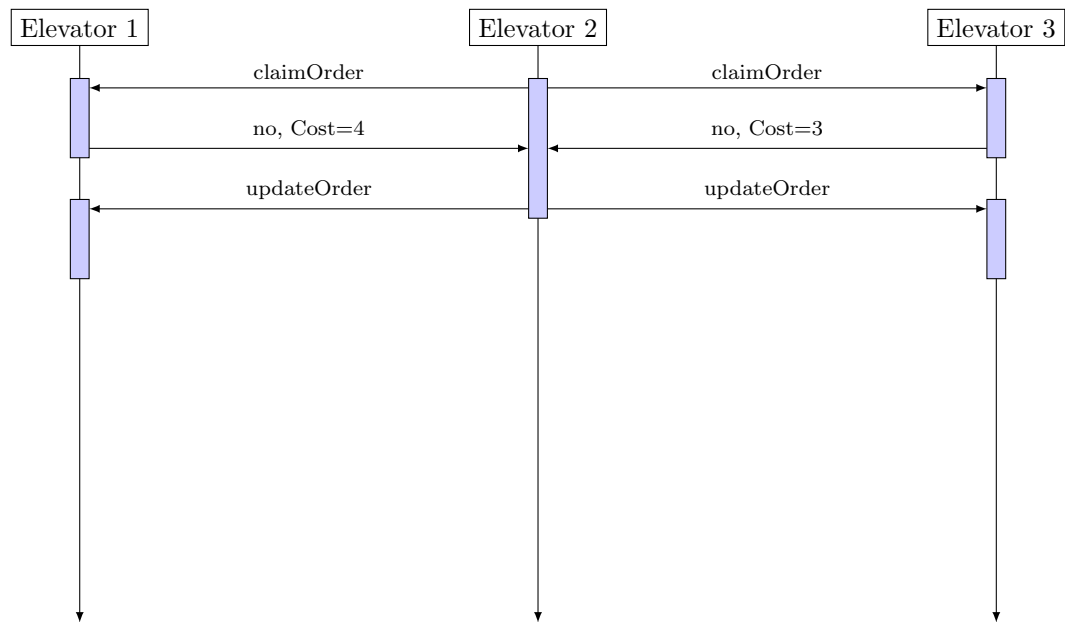 Elevator 1
Elevator 2
Elevator 3
claimOrder
claimOrder
no, Cost=4
no, Cost=3
updateOrder
updateOrder